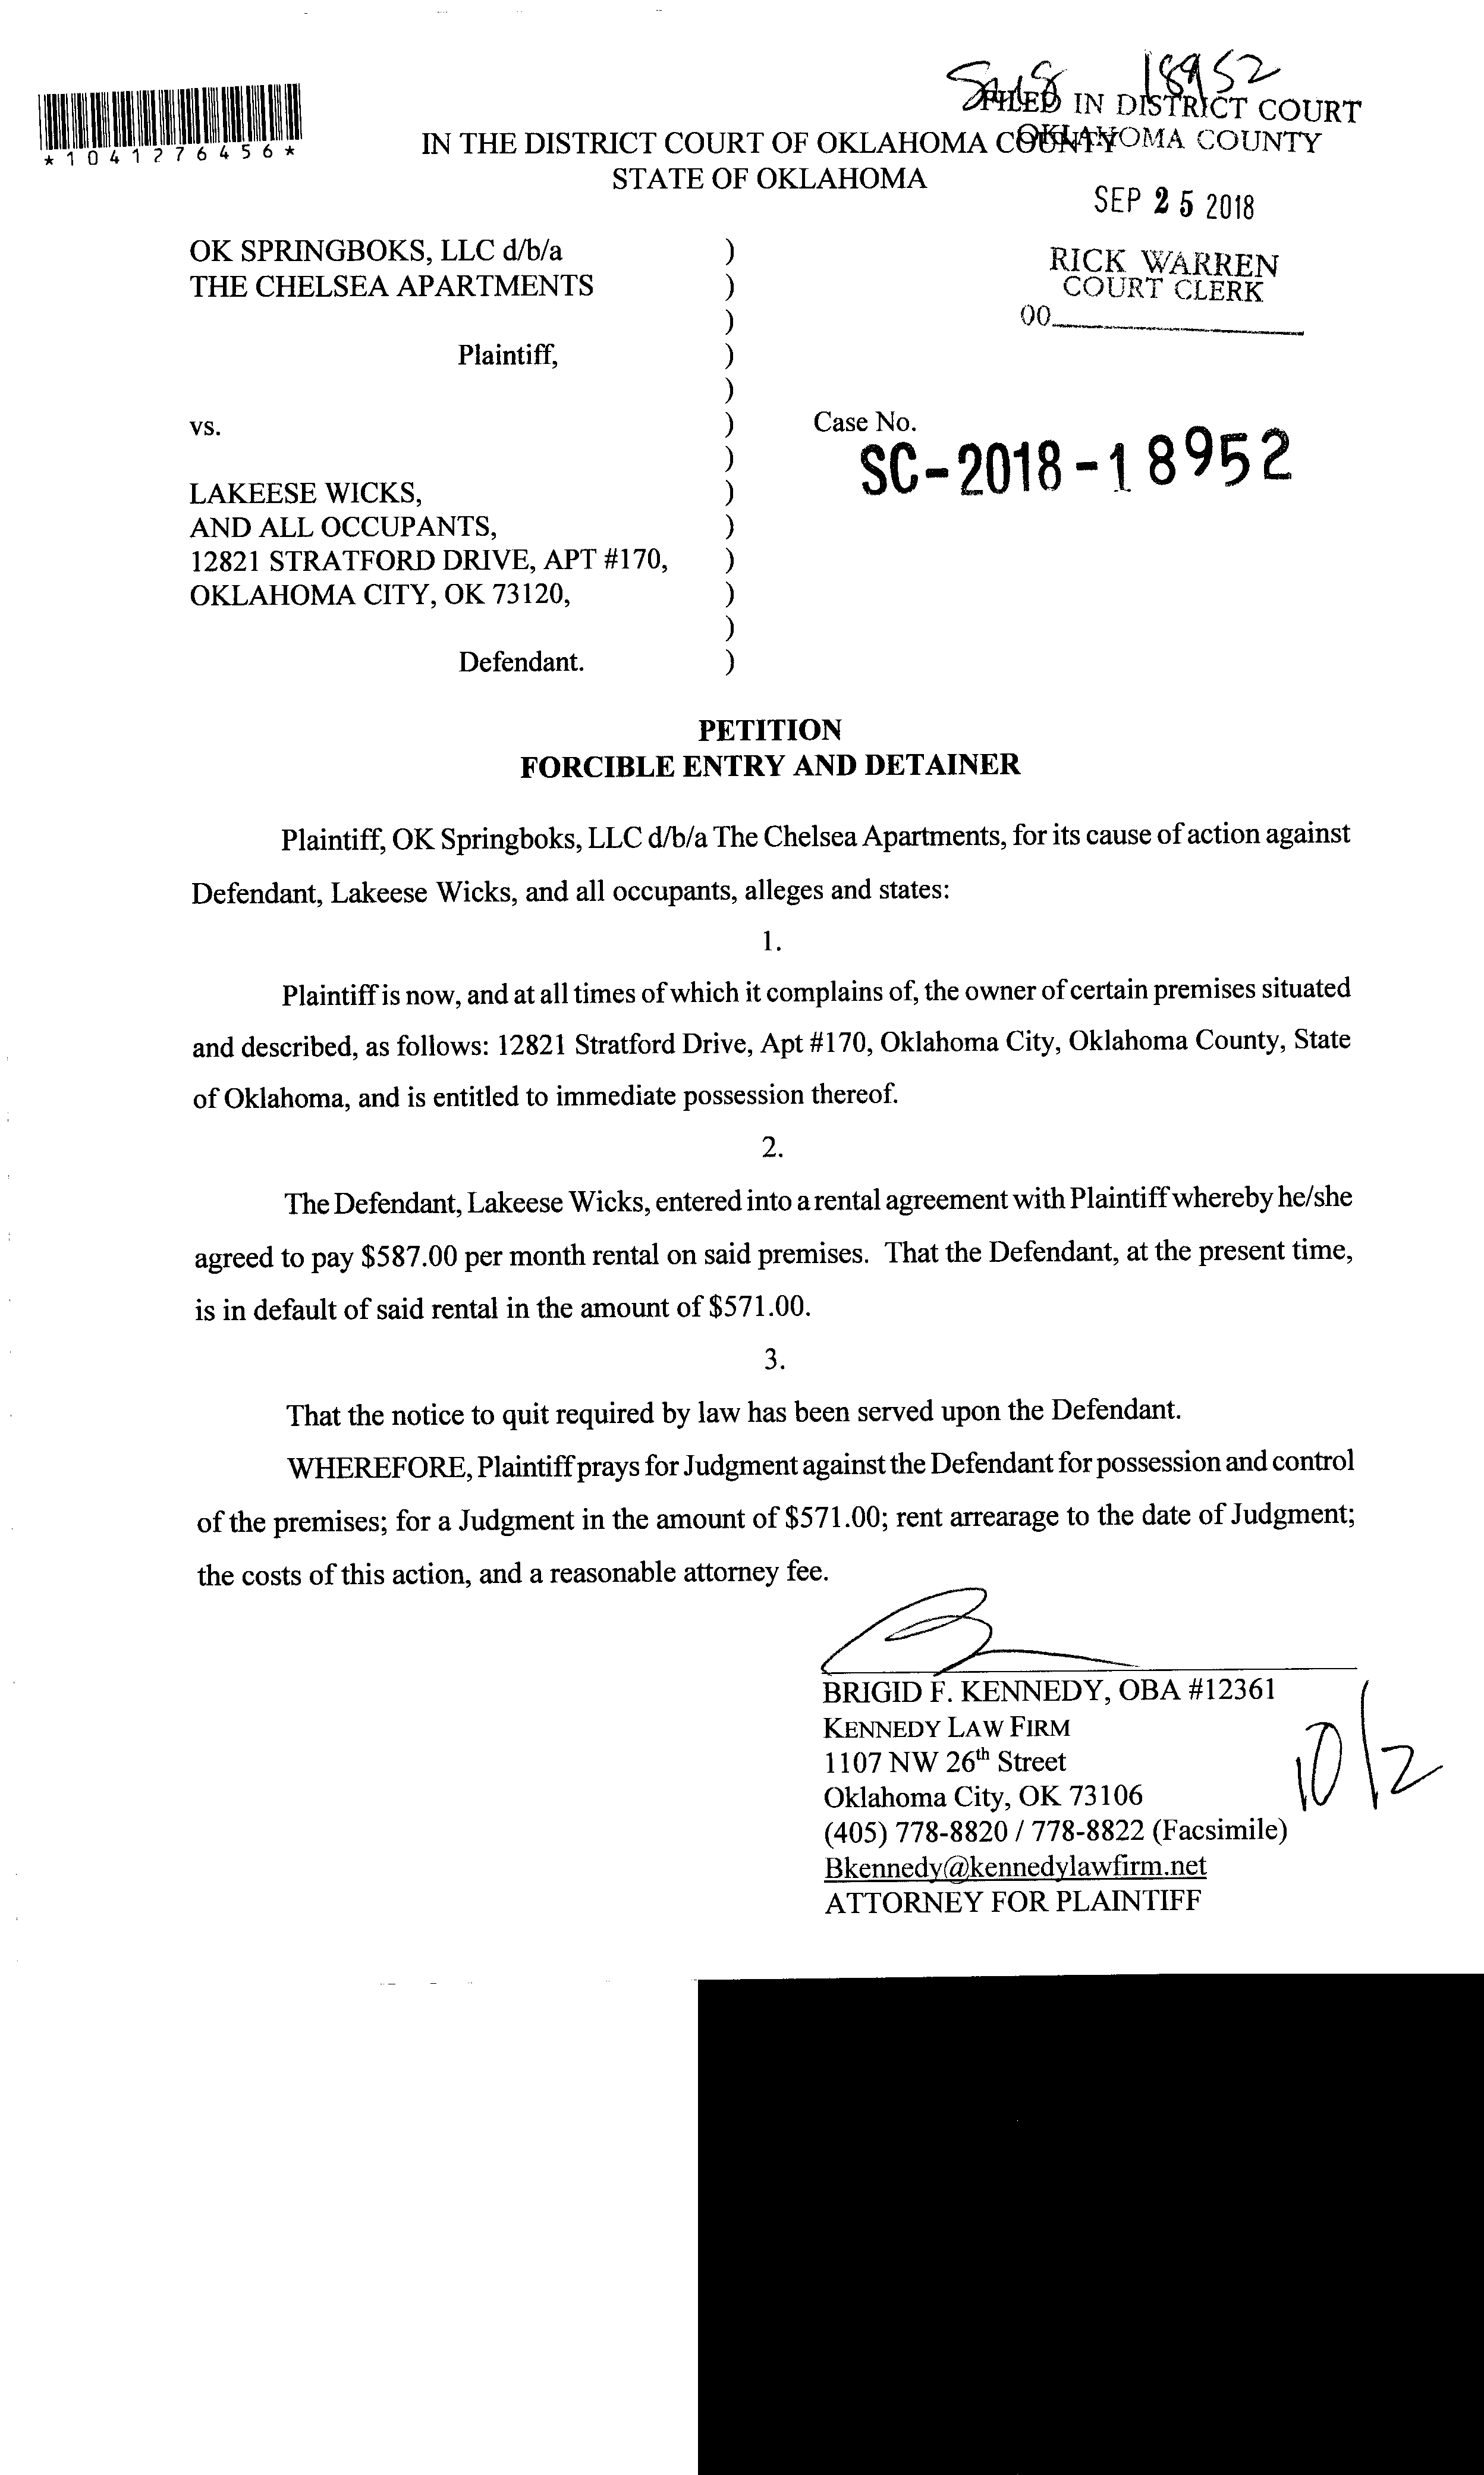 18952
FILED IN DISTRICT COURT
OKLAHOMA COUNTY
*1041276456*
IN THE DISTRICT COURT OF OKLAHOMA COUNTY
STATE OF OKLAHOMA
SEP 25 2018
RICK WARREN
COURT CLERK
00
OK SPRINGBOKS, LLC d/b/a )
THE CHELSEA APARTMENTS )
)
Plaintiff, )
)
vs. )
Case No.
SC-2018-18952
)
LAKEESE WICKS, )
AND ALL OCCUPANTS, )
12821 STRATFORD DRIVE, APT #170, )
OKLAHOMA CITY, OK 73120, )
)
Defendant. )
PETITION
FORCIBLE ENTRY AND DETAINER
Plaintiff, OK Springboks, LLC d/b/a The Chelsea Apartments, for its cause of action against
Defendant, Lakeese Wicks, and all occupants, alleges and states:
1.
Plaintiff is now, and at all times of which it complains of, the owner of certain premises situated
and described, as follows: 12821 Stratford Drive, Apt #170, Oklahoma City, Oklahoma County, State
of Oklahoma, and is entitled to immediate possession thereof.
2.
The Defendant, Lakeese Wicks, entered into a rental agreement with Plaintiff whereby he/she
agreed to pay $587.00 per month rental on said premises. That the Defendant, at the present time,
is in default of said rental in the amount of $571.00.
3.
That the notice to quit required by law has been served upon the Defendant.
WHEREFORE, Plaintiff prays for Judgment against the Defendant for possession and control
of the premises; for a Judgment in the amount of $571.00; rent arrearage to the date of Judgment;
the costs of this action, and a reasonable attorney fee.
BRIGID F. KENNEDY, OBA #12361
KENNEDY LAW FIRM
1107 NW 26th Street
Oklahoma City, OK 73106
(405) 778-8820 / 778-8822 (Facsimile)
Bkennedy@kennedylawfirm.net
ATTORNEY FOR PLAINTIFF
10/2